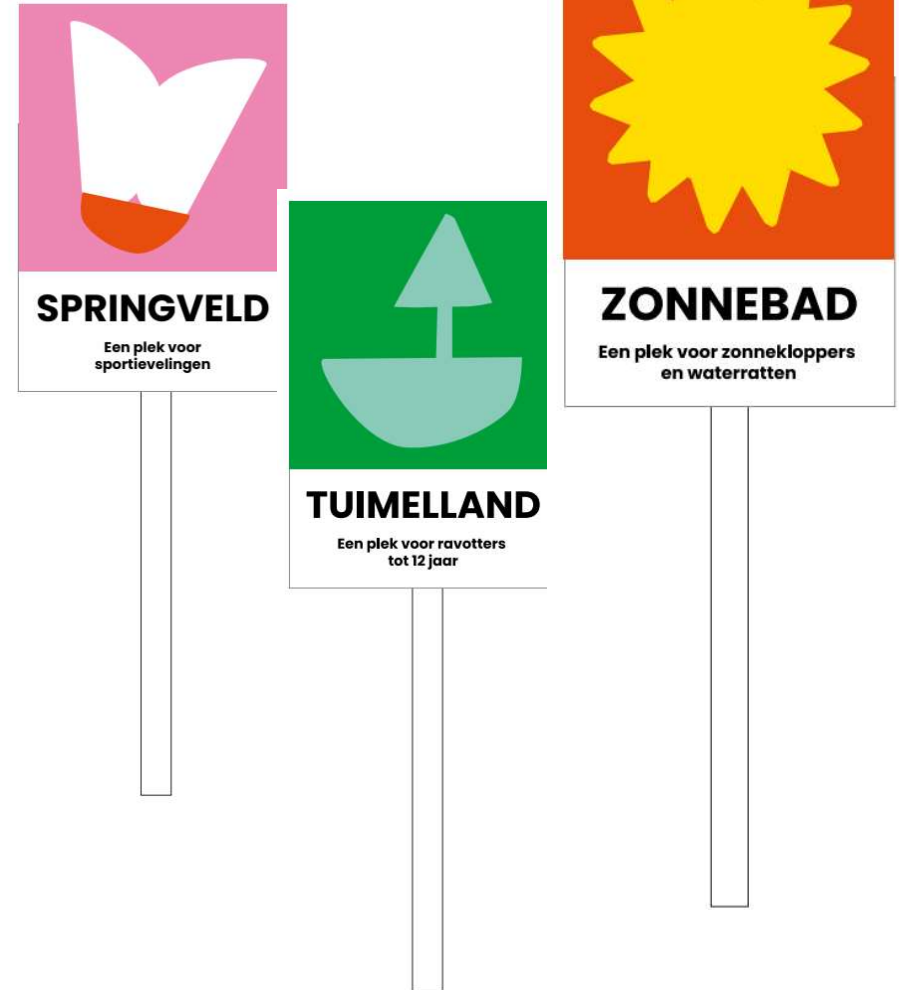 SPRINGVELD
Een plek voor
sportievelingen
TUIMELLAND
Een plek voor ravotters
tot 12 jaar
ZONNEBAD
Een plek voor zonnekloppers
en waterratten